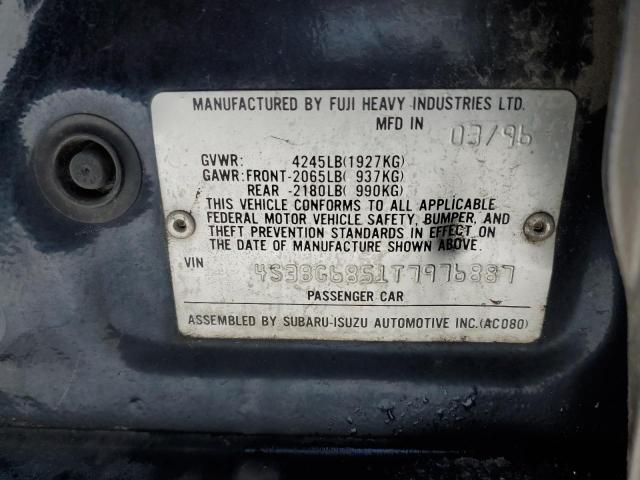 MANUFACTURED BY FUJI HEAVY INDUSTRIES LTD.
MFD IN 03/96
GVWR: 4245LB(1927KG)
GAWR:FRONT-2065LB( 937KG)
REAR -2180LB( 990KG)
THIS VEHICLE CONFORMS TO ALL APPLICABLE
FEDERAL MOTOR VEHICLE SAFETY, BUMPER, AND
THEFT PREVENTION STANDARDS IN EFFECT ON
THE DATE OF MANUFACTURE SHOWN ABOVE.
VIN 4S3BG6851T7976887
PASSENGER CAR
ASSEMBLED BY SUBARU-ISUZU AUTOMOTIVE INC.(AC080)